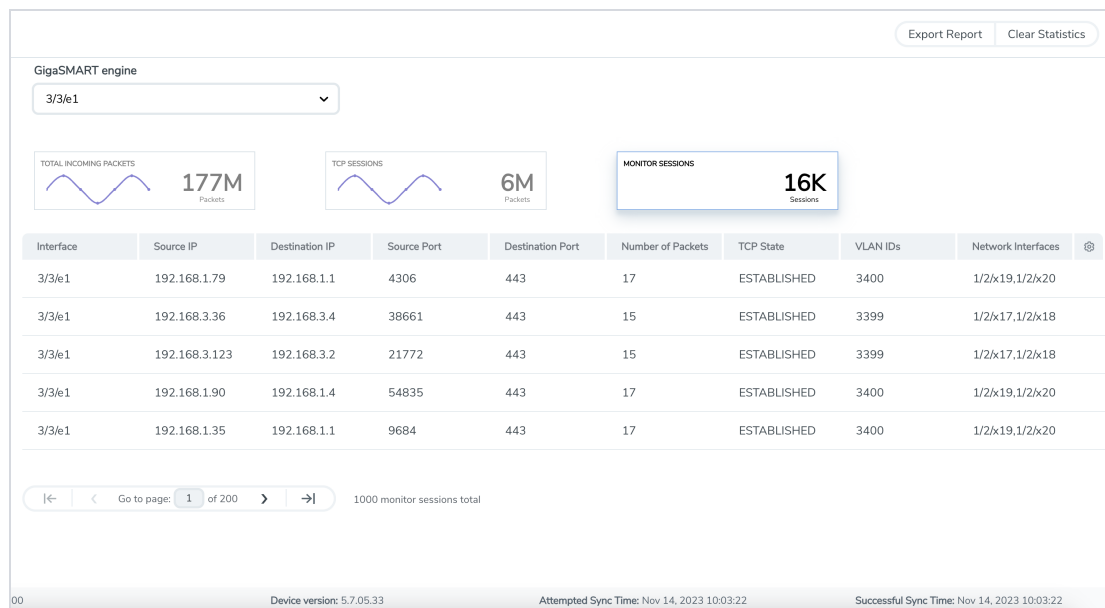 Export Report Clear Statistics
GigaSMART engine
3/3/e1
TOTAL INCOMING PACKETS
177M
Packets
TCP SESSIONS
6M
Packets
MONITOR SESSIONS
16K
Sessions
Interface Source IP Destination IP Source Port Destination Port Number of Packets TCP State VLAN IDs Network Interfaces
3/3/e1 192.168.1.79 192.168.1.1 4306 443 17 ESTABLISHED 3400 1/2/x19,1/2/x20
3/3/e1 192.168.3.36 192.168.3.4 38661 443 15 ESTABLISHED 3399 1/2/x17,1/2/x18
3/3/e1 192.168.3.123 192.168.3.2 21772 443 15 ESTABLISHED 3399 1/2/x17,1/2/x18
3/3/e1 192.168.1.90 192.168.1.4 54835 443 17 ESTABLISHED 3400 1/2/x19,1/2/x20
3/3/e1 192.168.1.35 192.168.1.1 9684 443 17 ESTABLISHED 3400 1/2/x19,1/2/x20
Go to page: 1 of 200 1000 monitor sessions total
00 Device version: 5.7.05.33 Attempted Sync Time: Nov 14, 2023 10:03:22 Successful Sync Time: Nov 14, 2023 10:03:22